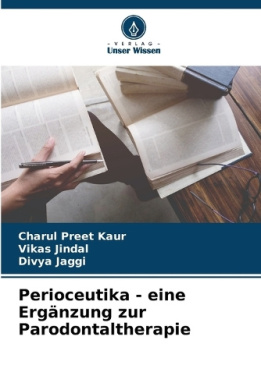 - VERLAG -
Unser Wissen
Charul Preet Kaur
Vikas Jindal
Divya Jaggi
Perioceutika - eine
Ergänzung zur
Parodontaltherapie